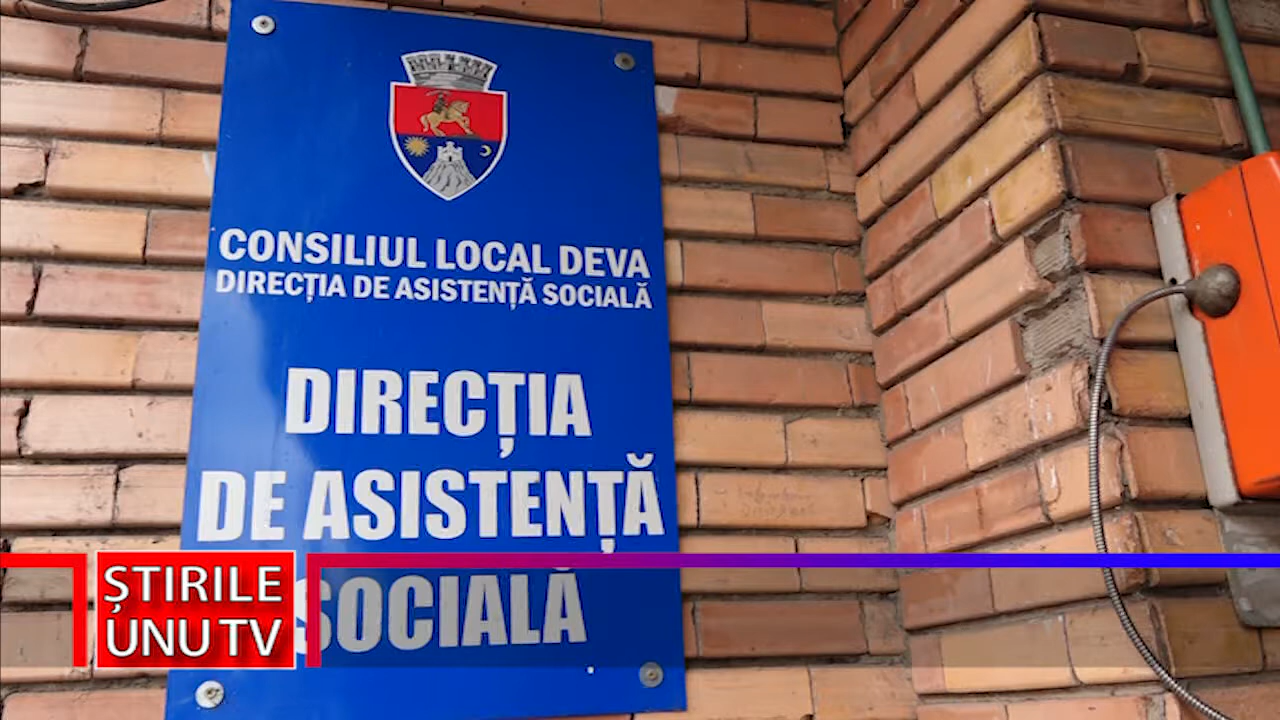 CONSILIUL LOCAL DEVA
DIRECȚIA DE ASISTENȚĂ SOCIALĂ
DIRECȚIA
DE ASISTENȚĂ
SOCIALĂ
ȘTIRILE
UNU TV